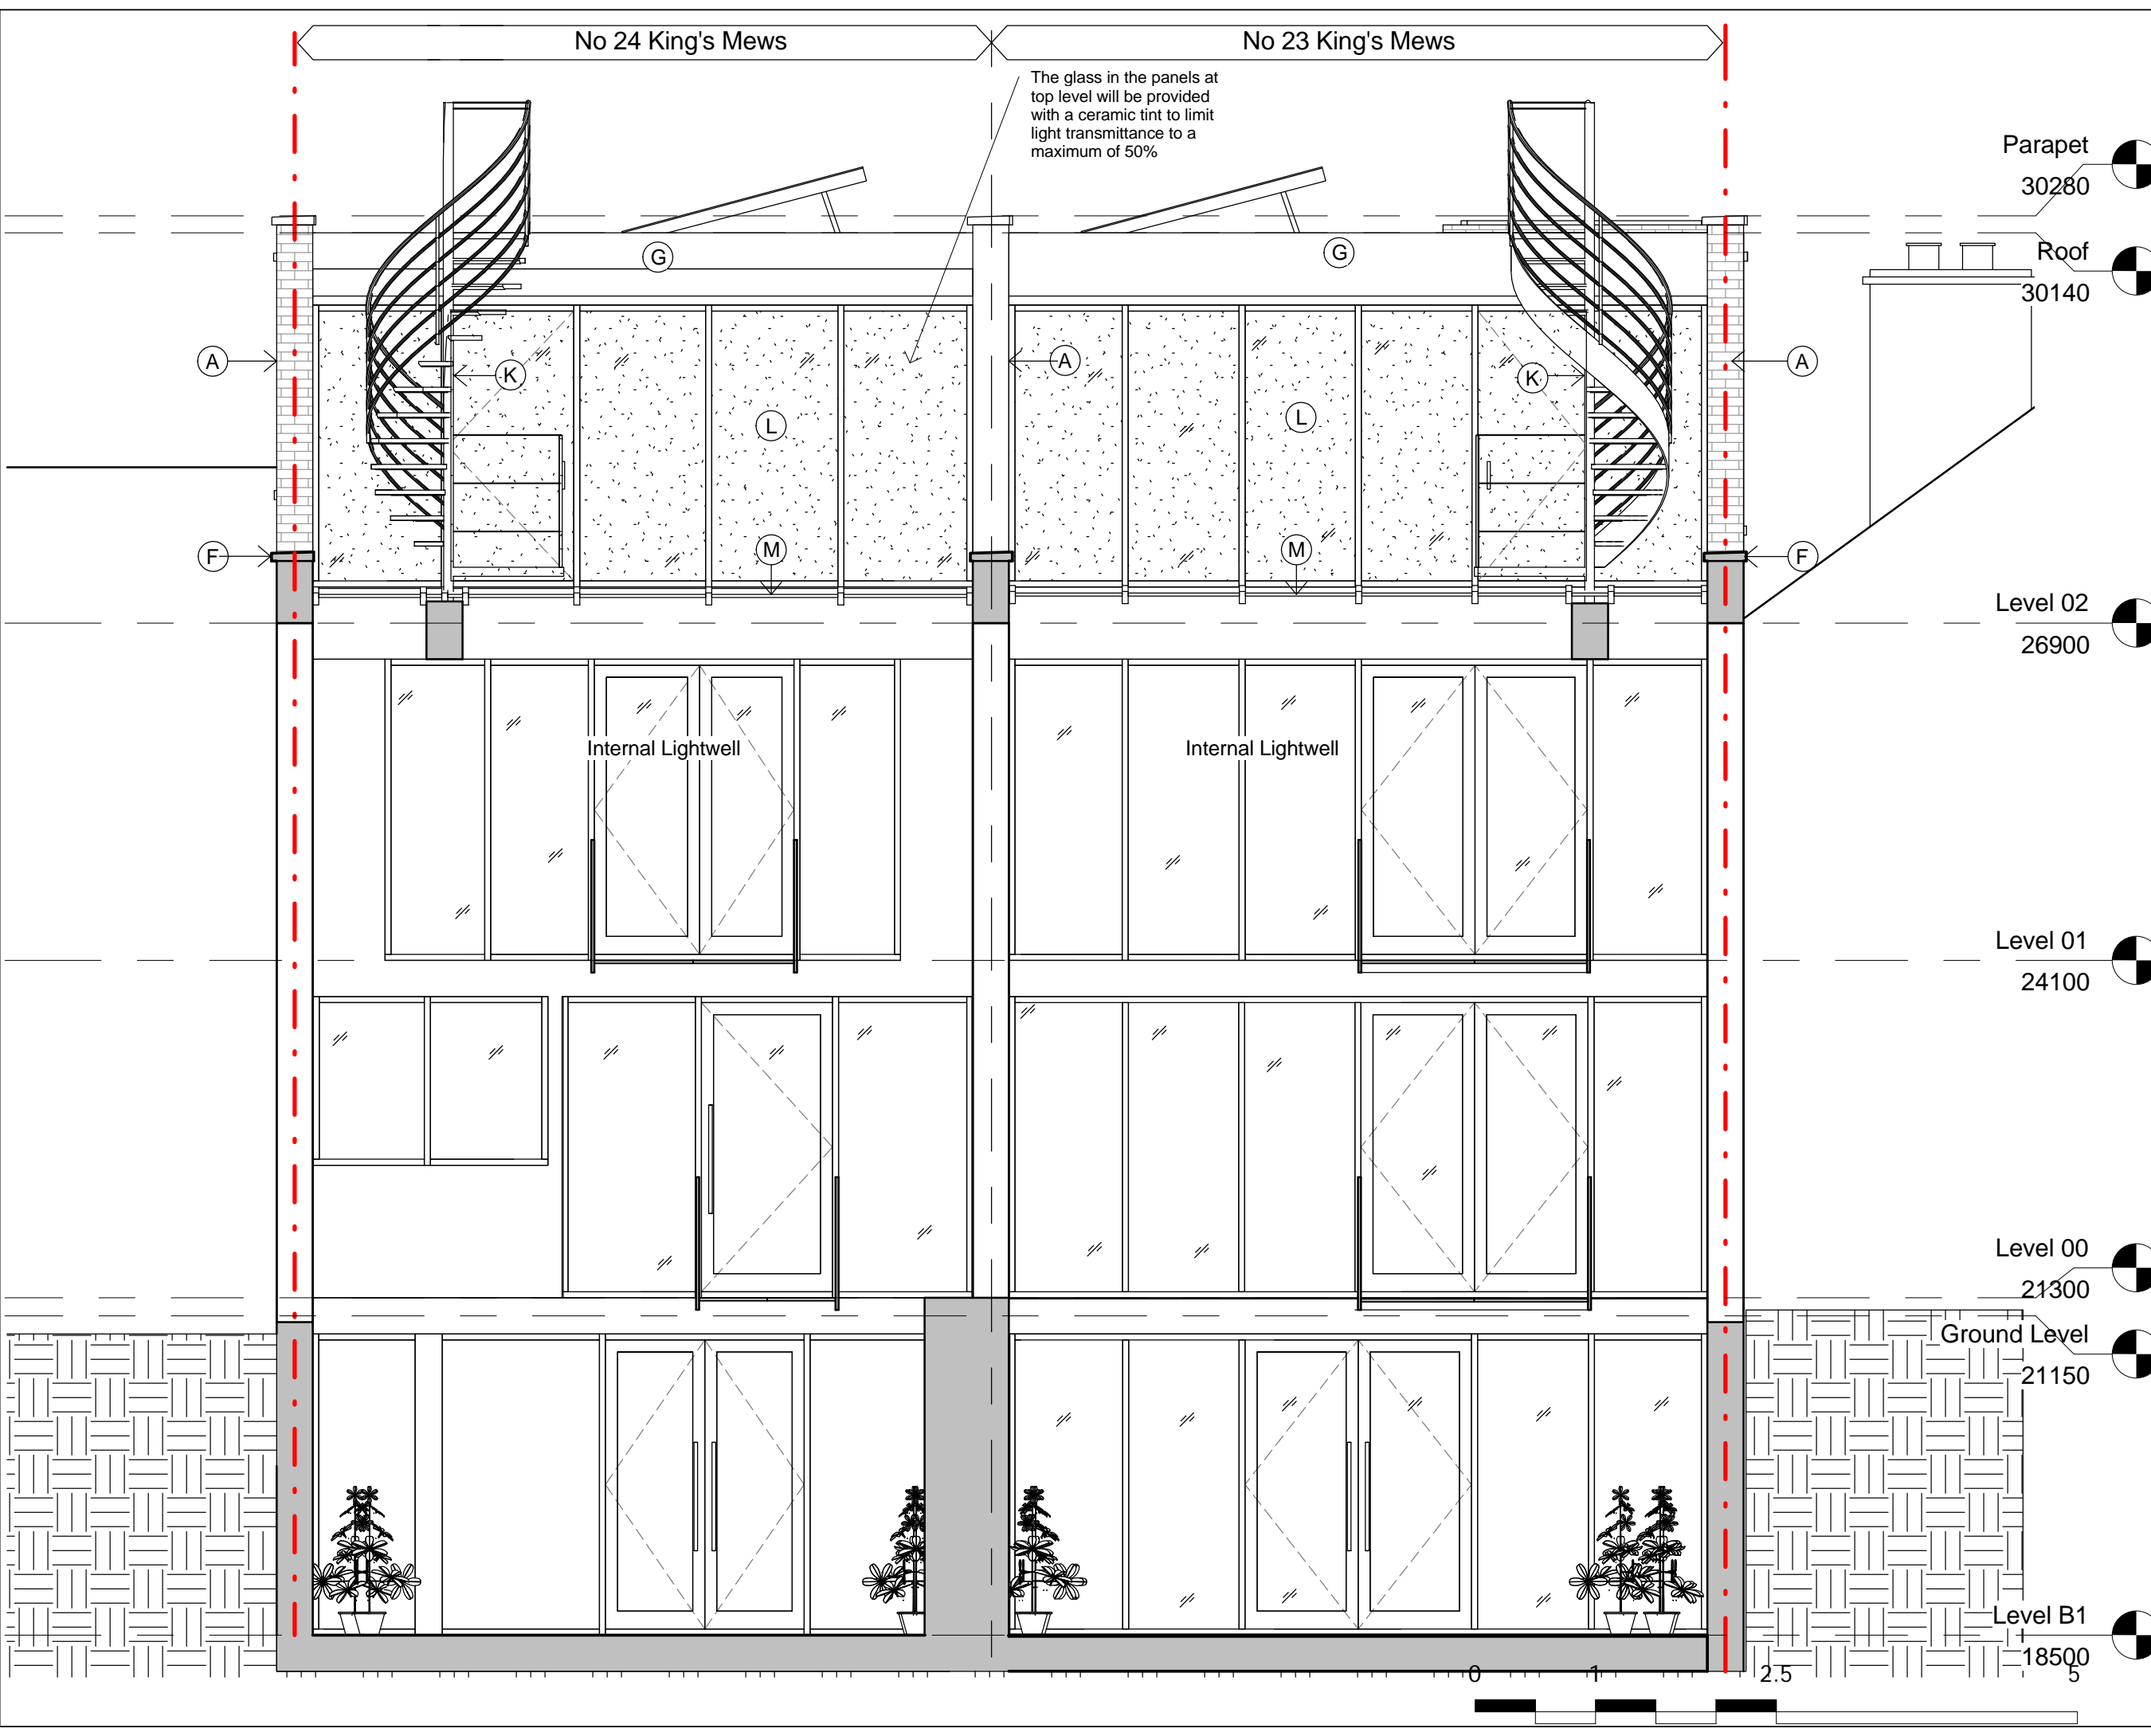 No 24 King's Mews
No 23 King's Mews
The glass in the panels at
top level will be provided
with a ceramic tint to limit
light transmittance to a
maximum of 50%
Parapet
30280
Roof
30140
G
G
A
K
A
K
A
L
L
F
M
M
F
Level 02
26900
Internal Lightwell
Internal Lightwell
Level 01
24100
Level 00
21300
Ground Level
21150
Level B1
18500
0 1 2.5 5